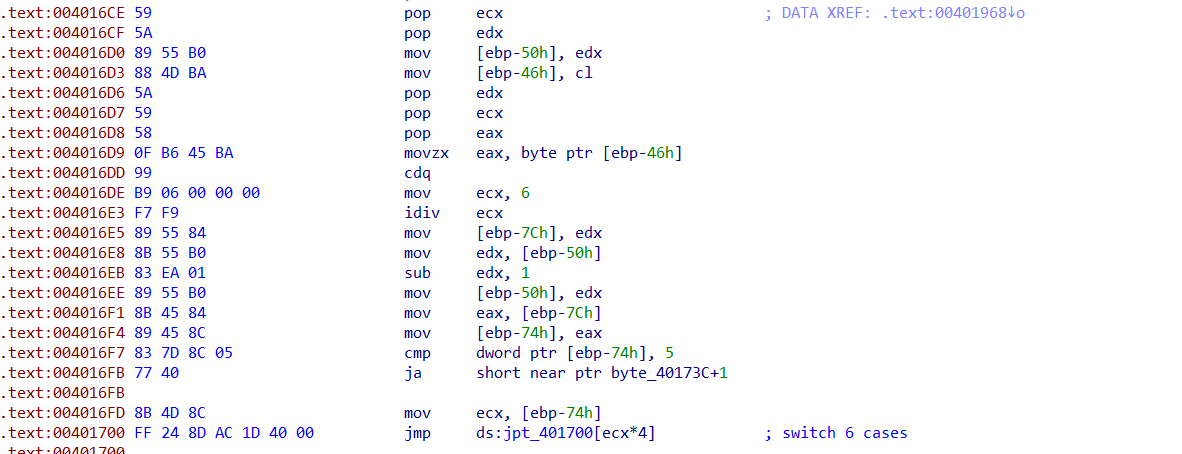 .text:004016CE 59 pop ecx ; DATA XREF: .text:00401968↓o
.text:004016CF 5A pop edx
.text:004016D0 89 55 B0 mov [ebp-50h], edx
.text:004016D3 88 4D BA mov [ebp-46h], cl
.text:004016D6 5A pop edx
.text:004016D7 59 pop ecx
.text:004016D8 58 pop eax
.text:004016D9 0F B6 45 BA movzx eax, byte ptr [ebp-46h]
.text:004016DD 99 cdq
.text:004016DE B9 06 00 00 00 mov ecx, 6
.text:004016E3 F7 F9 idiv ecx
.text:004016E5 89 55 84 mov [ebp-7Ch], edx
.text:004016E8 8B 55 B0 mov edx, [ebp-50h]
.text:004016EB 83 EA 01 sub edx, 1
.text:004016EE 89 55 B0 mov [ebp-50h], edx
.text:004016F1 8B 45 84 mov eax, [ebp-7Ch]
.text:004016F4 89 45 8C mov [ebp-74h], eax
.text:004016F7 83 7D 8C 05 cmp dword ptr [ebp-74h], 5
.text:004016FB 77 40 ja short near ptr byte_40173C+1
.text:004016FB
.text:004016FD 8B 4D 8C mov ecx, [ebp-74h]
.text:00401700 FF 24 8D AC 1D 40 00 jmp ds:jpt_401700[ecx*4] ; switch 6 cases
.text:00401700